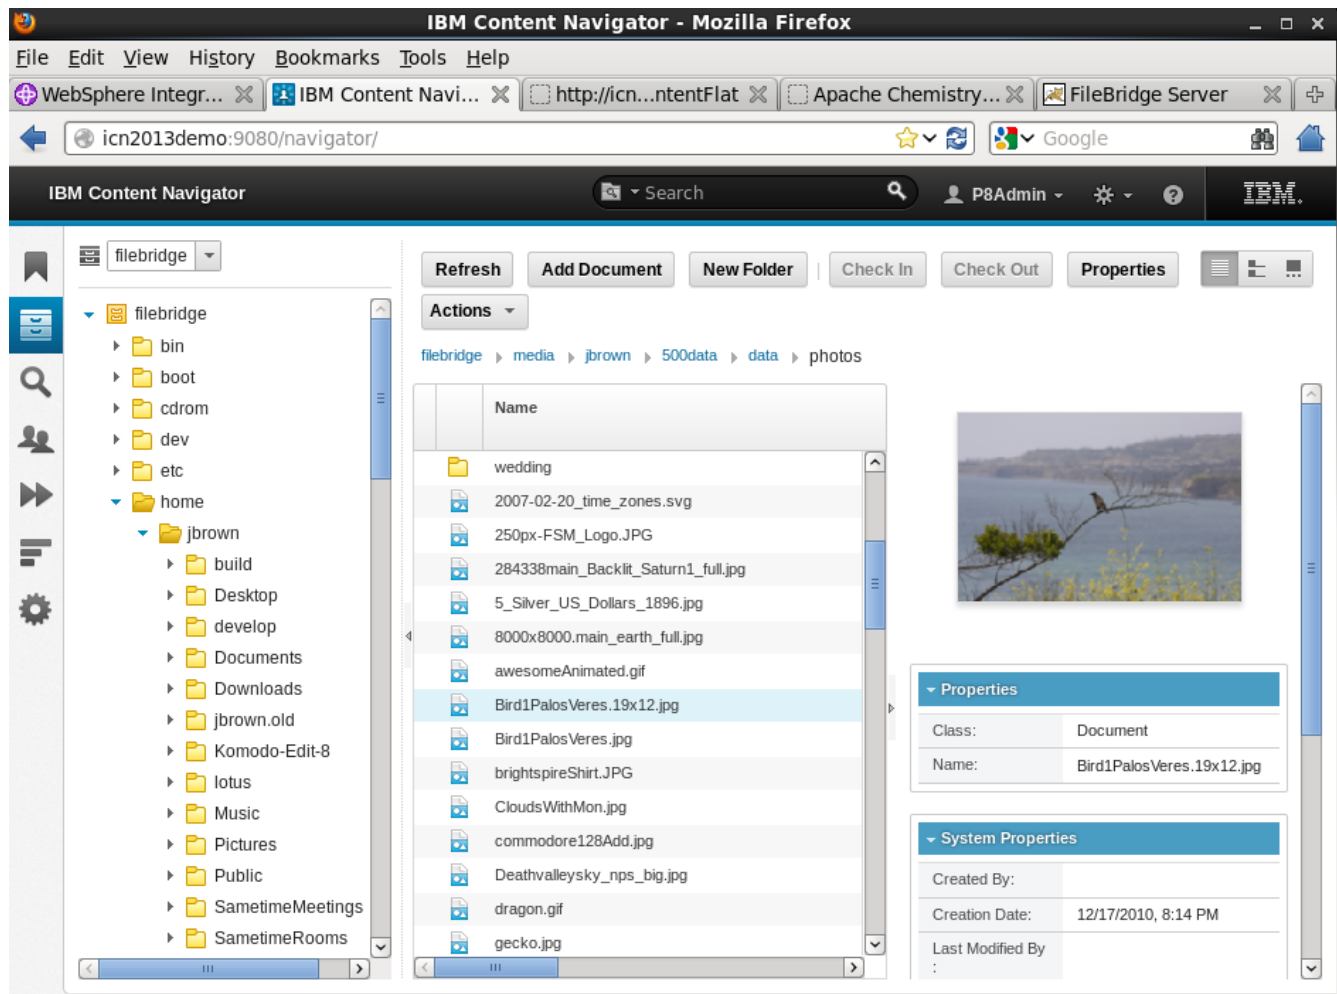 IBM Content Navigator - Mozilla Firefox
File Edit View History Bookmarks Tools Help
WebSphere Integr... IBM Content Navi... http://icn...ntentFlat Apache Chemistry... FileBridge Server
icn2013demo:9080/navigator/ Google
IBM Content Navigator Search P8Admin IBM.
filebridge
Refresh Add Document New Folder Check In Check Out Properties
Actions
filebridge media jbrown 500data data photos
filebridge
bin
boot
cdrom
dev
etc
home
jbrown
build
Desktop
develop
Documents
Downloads
jbrown.old
Komodo-Edit-8
lotus
Music
Pictures
Public
SametimeMeetings
SametimeRooms
Name
wedding
2007-02-20_time_zones.svg
250px-FSM_Logo.JPG
284338main_Backlit_Saturn1_full.jpg
5_Silver_US_Dollars_1896.jpg
8000x8000.main_earth_full.jpg
awesomeAnimated.gif
Bird1PalosVeres.19x12.jpg
Bird1PalosVeres.jpg
brightspireShirt.JPG
CloudsWithMon.jpg
commodore128Add.jpg
Deathvalleysky_nps_big.jpg
dragon.gif
gecko.jpg
Properties
Class: Document
Name: Bird1PalosVeres.19x12.jpg
System Properties
Created By:
Creation Date: 12/17/2010, 8:14 PM
Last Modified By
: